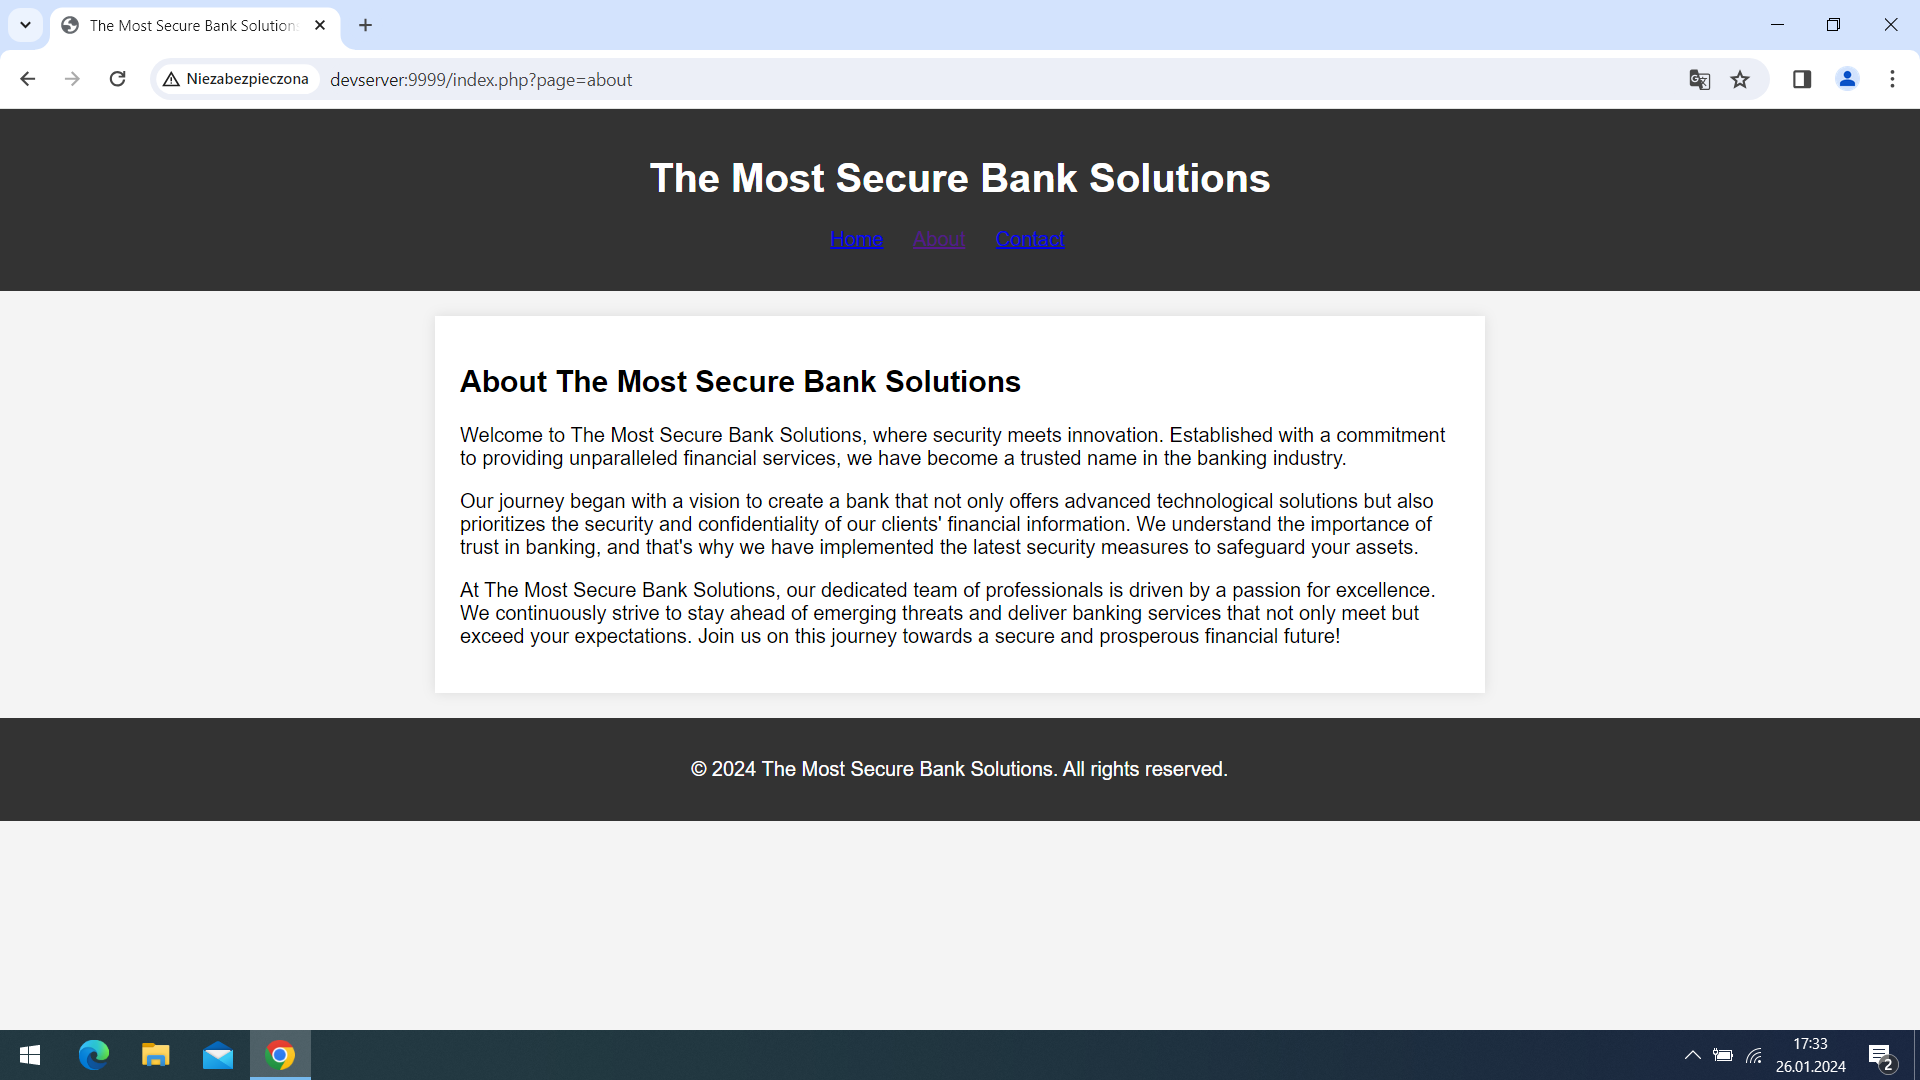 The Most Secure Bank Solutions
Niezabezpieczona
devserver:9999/index.php?page=about
The Most Secure Bank Solutions
Home About Contact
About The Most Secure Bank Solutions
Welcome to The Most Secure Bank Solutions, where security meets innovation. Established with a commitment
to providing unparalleled financial services, we have become a trusted name in the banking industry.
Our journey began with a vision to create a bank that not only offers advanced technological solutions but also
prioritizes the security and confidentiality of our clients' financial information. We understand the importance of
trust in banking, and that's why we have implemented the latest security measures to safeguard your assets.
At The Most Secure Bank Solutions, our dedicated team of professionals is driven by a passion for excellence.
We continuously strive to stay ahead of emerging threats and deliver banking services that not only meet but
exceed your expectations. Join us on this journey towards a secure and prosperous financial future!
© 2024 The Most Secure Bank Solutions. All rights reserved.
17:33
26.01.2024
2